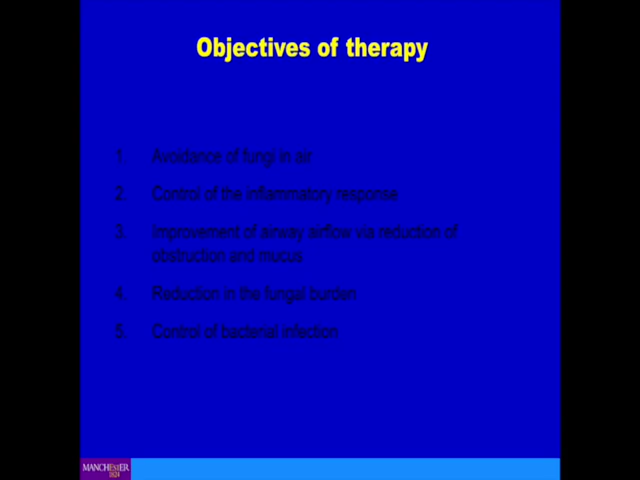 Objectives of therapy
1. Avoidance of fungi in air
2. Control of the inflammatory response
3. Improvement of airway airflow via reduction of
obstruction and mucus
4. Reduction in the fungal burden
5. Control of bacterial infection
MANCHESTER
1824